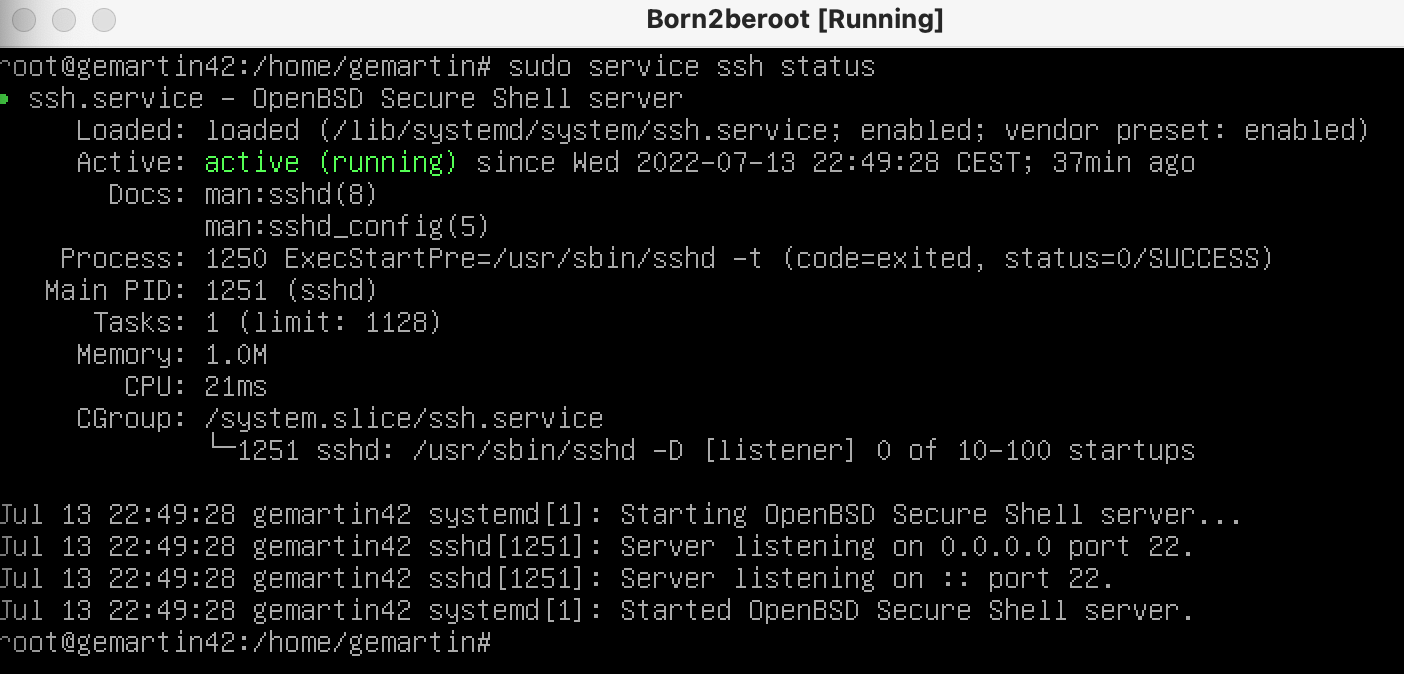 Born2beroot [Running]
root@gemartin42:/home/gemartin# sudo service ssh status
● ssh.service - OpenBSD Secure Shell server
Loaded: loaded (/lib/systemd/system/ssh.service; enabled; vendor preset: enabled)
Active: active (running) since Wed 2022-07-13 22:49:28 CEST; 37min ago
Docs: man:sshd(8)
man:sshd_config(5)
Process: 1250 ExecStartPre=/usr/sbin/sshd -t (code=exited, status=0/SUCCESS)
Main PID: 1251 (sshd)
Tasks: 1 (limit: 1128)
Memory: 1.0M
CPU: 21ms
CGroup: /system.slice/ssh.service
└─1251 sshd: /usr/sbin/sshd -D [listener] 0 of 10-100 startups
Jul 13 22:49:28 gemartin42 systemd[1]: Starting OpenBSD Secure Shell server...
Jul 13 22:49:28 gemartin42 sshd[1251]: Server listening on 0.0.0.0 port 22.
Jul 13 22:49:28 gemartin42 sshd[1251]: Server listening on :: port 22.
Jul 13 22:49:28 gemartin42 systemd[1]: Started OpenBSD Secure Shell server.
root@gemartin42:/home/gemartin#